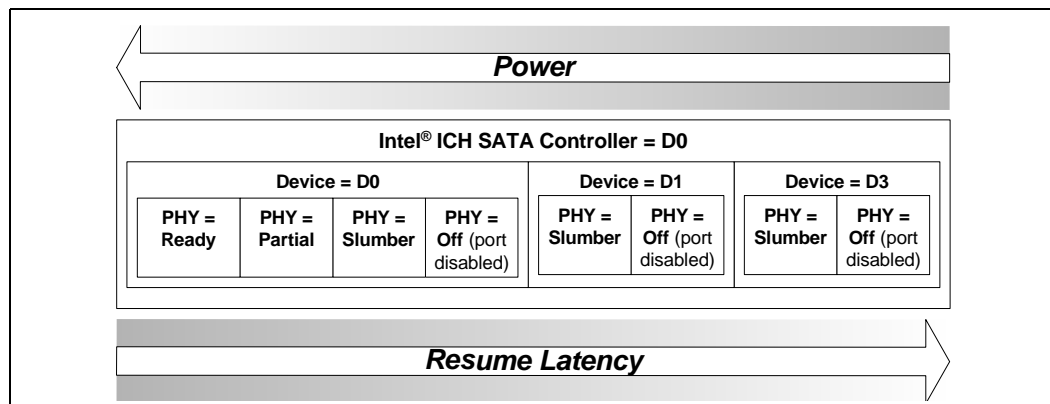 Power
Intel® ICH SATA Controller = D0
Device = D0
PHY =
Ready
PHY =
Partial
PHY =
Slumber
PHY =
Off (port
disabled)
Device = D1
PHY =
Slumber
PHY =
Off (port
disabled)
Device = D3
PHY =
Slumber
PHY =
Off (port
disabled)
Resume Latency